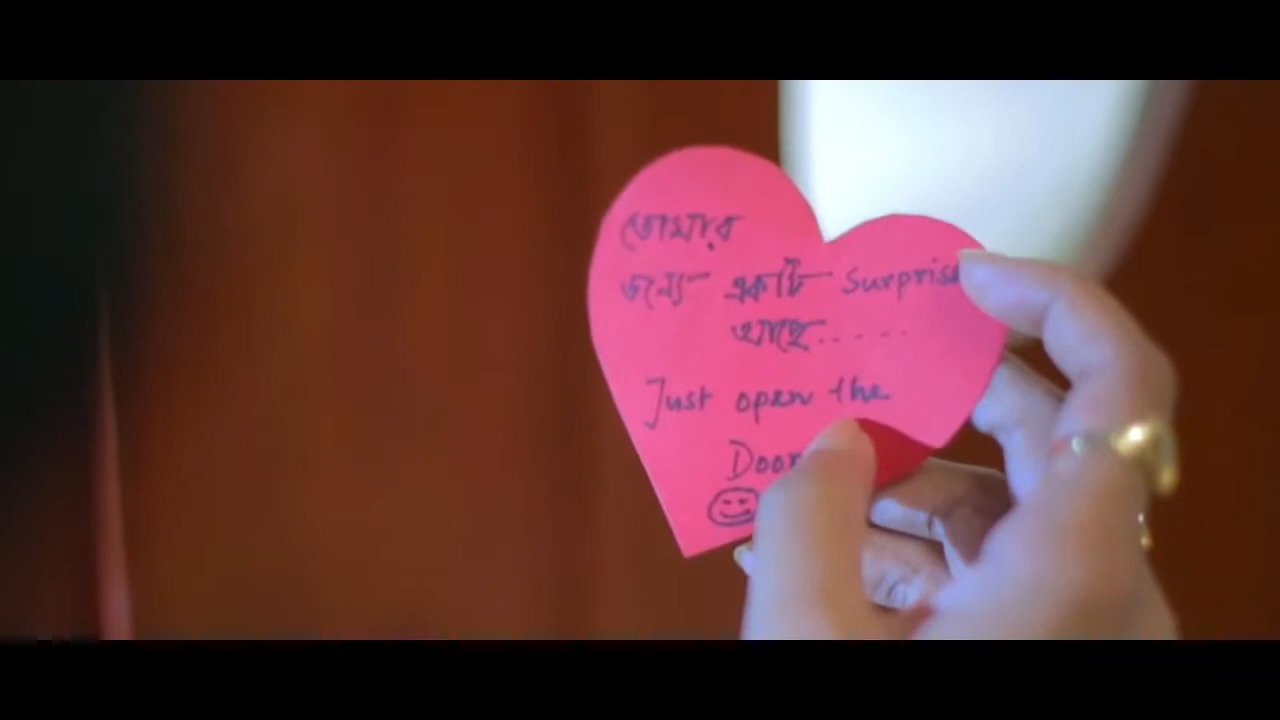 তোমার
জন্যে একটি Surprise
আছে.....
Just open the
Door